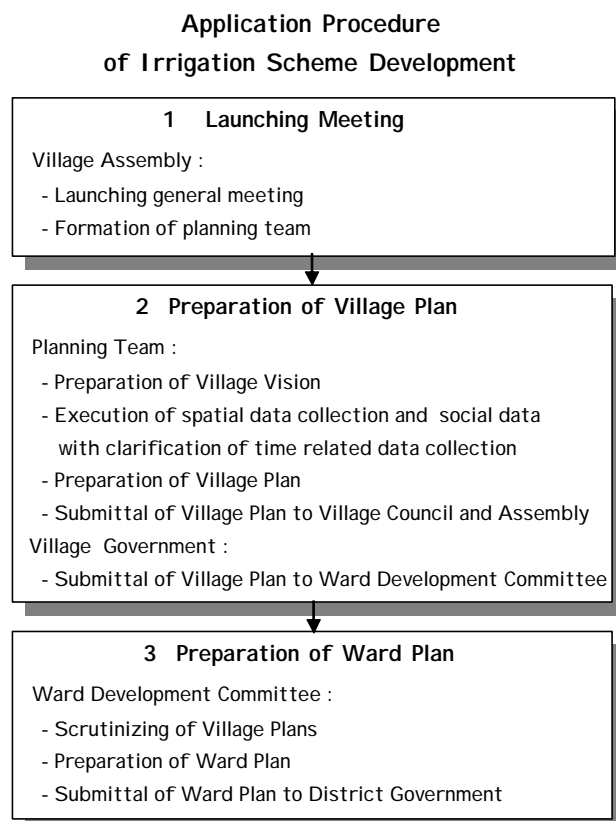 Application Procedure
of Irrigation Scheme Development
1 Launching Meeting
Village Assembly :
- Launching general meeting
- Formation of planning team
2 Preparation of Village Plan
Planning Team :
- Preparation of Village Vision
- Execution of spatial data collection and social data
with clarification of time related data collection
- Preparation of Village Plan
- Submittal of Village Plan to Village Council and Assembly
Village Government :
- Submittal of Village Plan to Ward Development Committee
3 Preparation of Ward Plan
Ward Development Committee :
- Scrutinizing of Village Plans
- Preparation of Ward Plan
- Submittal of Ward Plan to District Government